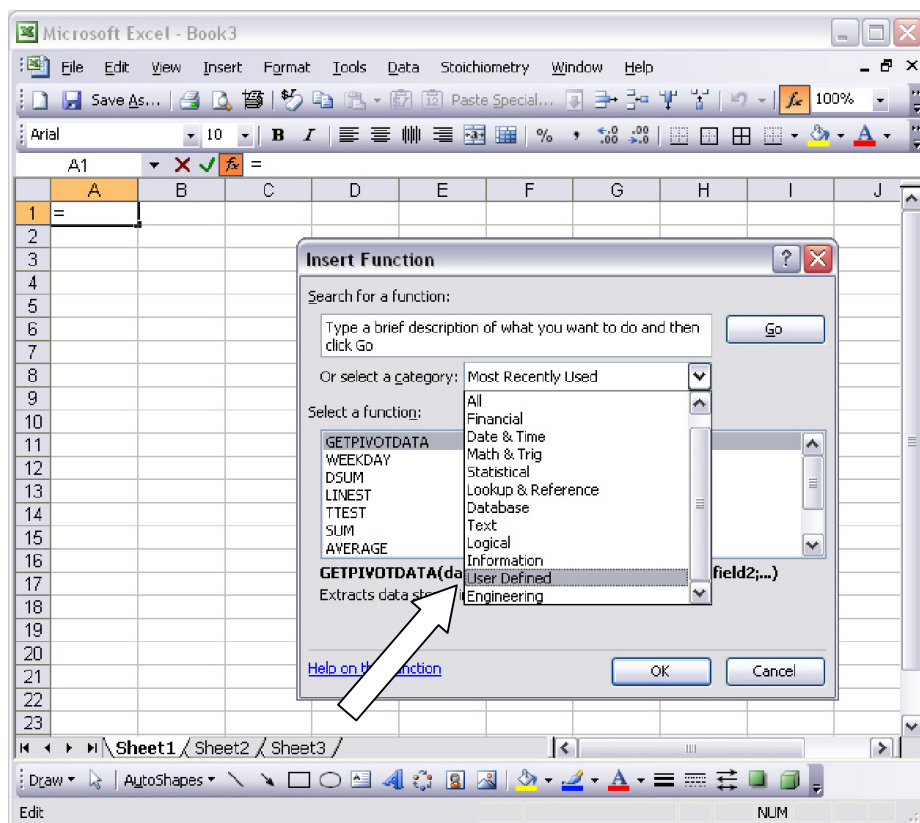 Microsoft Excel - Book3
File Edit View Insert Format Tools Data Stoichiometry Window Help
Save As... Paste Special... 100%
Arial 10 B I % , .00 .00
A1 =
A B C D E F G H I J
1 =
2
3
4
5
6
7
8
9
10
11
12
13
14
15
16
17
18
19
20
21
22
23
Insert Function
Search for a function:
Type a brief description of what you want to do and then
click Go
Go
Or select a category: Most Recently Used
All
Financial
Date & Time
Math & Trig
Statistical
Lookup & Reference
Database
Text
Logical
Information
User Defined
Engineering
Select a function:
GETPIVOTDATA
WEEKDAY
DSUM
LINEST
TTEST
SUM
AVERAGE
GETPIVOTDATA(da field2;...)
Extracts data
Help on function
OK Cancel
Sheet1 Sheet2 Sheet3
Draw AutoShapes A
Edit NUM